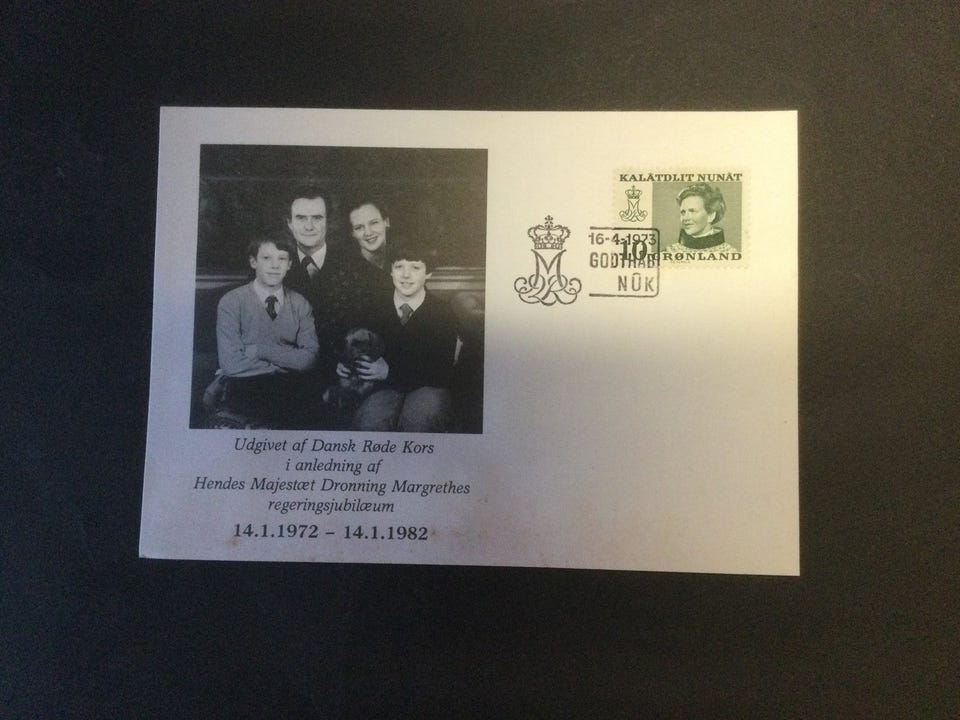 KALÂTDLIT NUNÂT
10
GRØNLAND
16-4-1973
GODTHÅB
NÛK
Udgivet af Dansk Røde Kors
i anledning af
Hendes Majestæt Dronning Margrethes
regeringsjubilæum
14.1.1972 – 14.1.1982